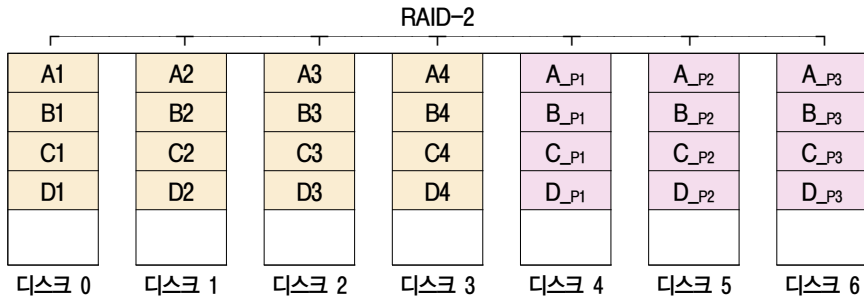 RAID-2
A1 A2 A3 A4 A_P1 A_P2 A_P3
B1 B2 B3 B4 B_P1 B_P2 B_P3
C1 C2 C3 C4 C_P1 C_P2 C_P3
D1 D2 D3 D4 D_P1 D_P2 D_P3
디스크 0 디스크 1 디스크 2 디스크 3 디스크 4 디스크 5 디스크 6